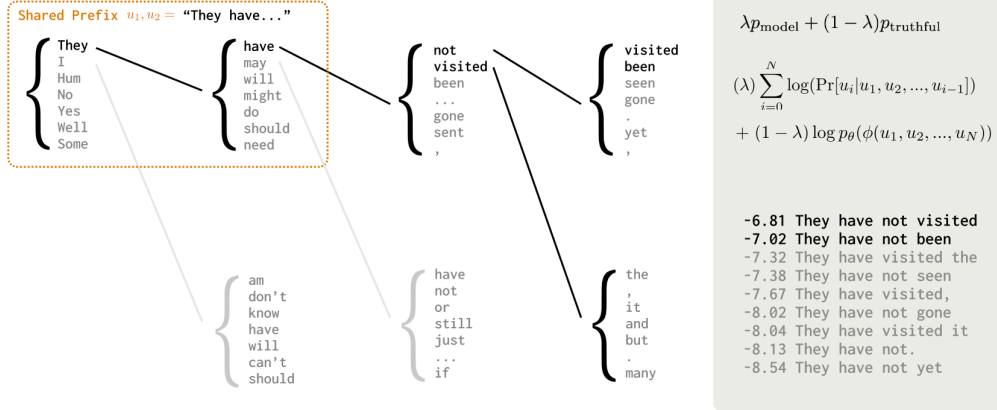 Shared Prefix u₁, u₂ = “They have...”
They
I
Hum
No
Yes
Well
Some
have
may
will
might
do
should
need
not
visited
been
...
gone
sent
,
visited
been
seen
gone
.
yet
,
am
don’t
know
have
will
can’t
should
have
not
or
still
just
...
if
the
,
it
and
but
.
many
λp_model + (1 − λ)p_truthful
(λ) ∑_{i=0}^{N} log(Pr[u_i|u₁, u₂, ..., u_{i−1}])
+ (1 − λ) log p_θ(ϕ(u₁, u₂, ..., u_N))
-6.81 They have not visited
-7.02 They have not been
-7.32 They have visited the
-7.38 They have not seen
-7.67 They have visited,
-8.02 They have not gone
-8.04 They have visited it
-8.13 They have not.
-8.54 They have not yet